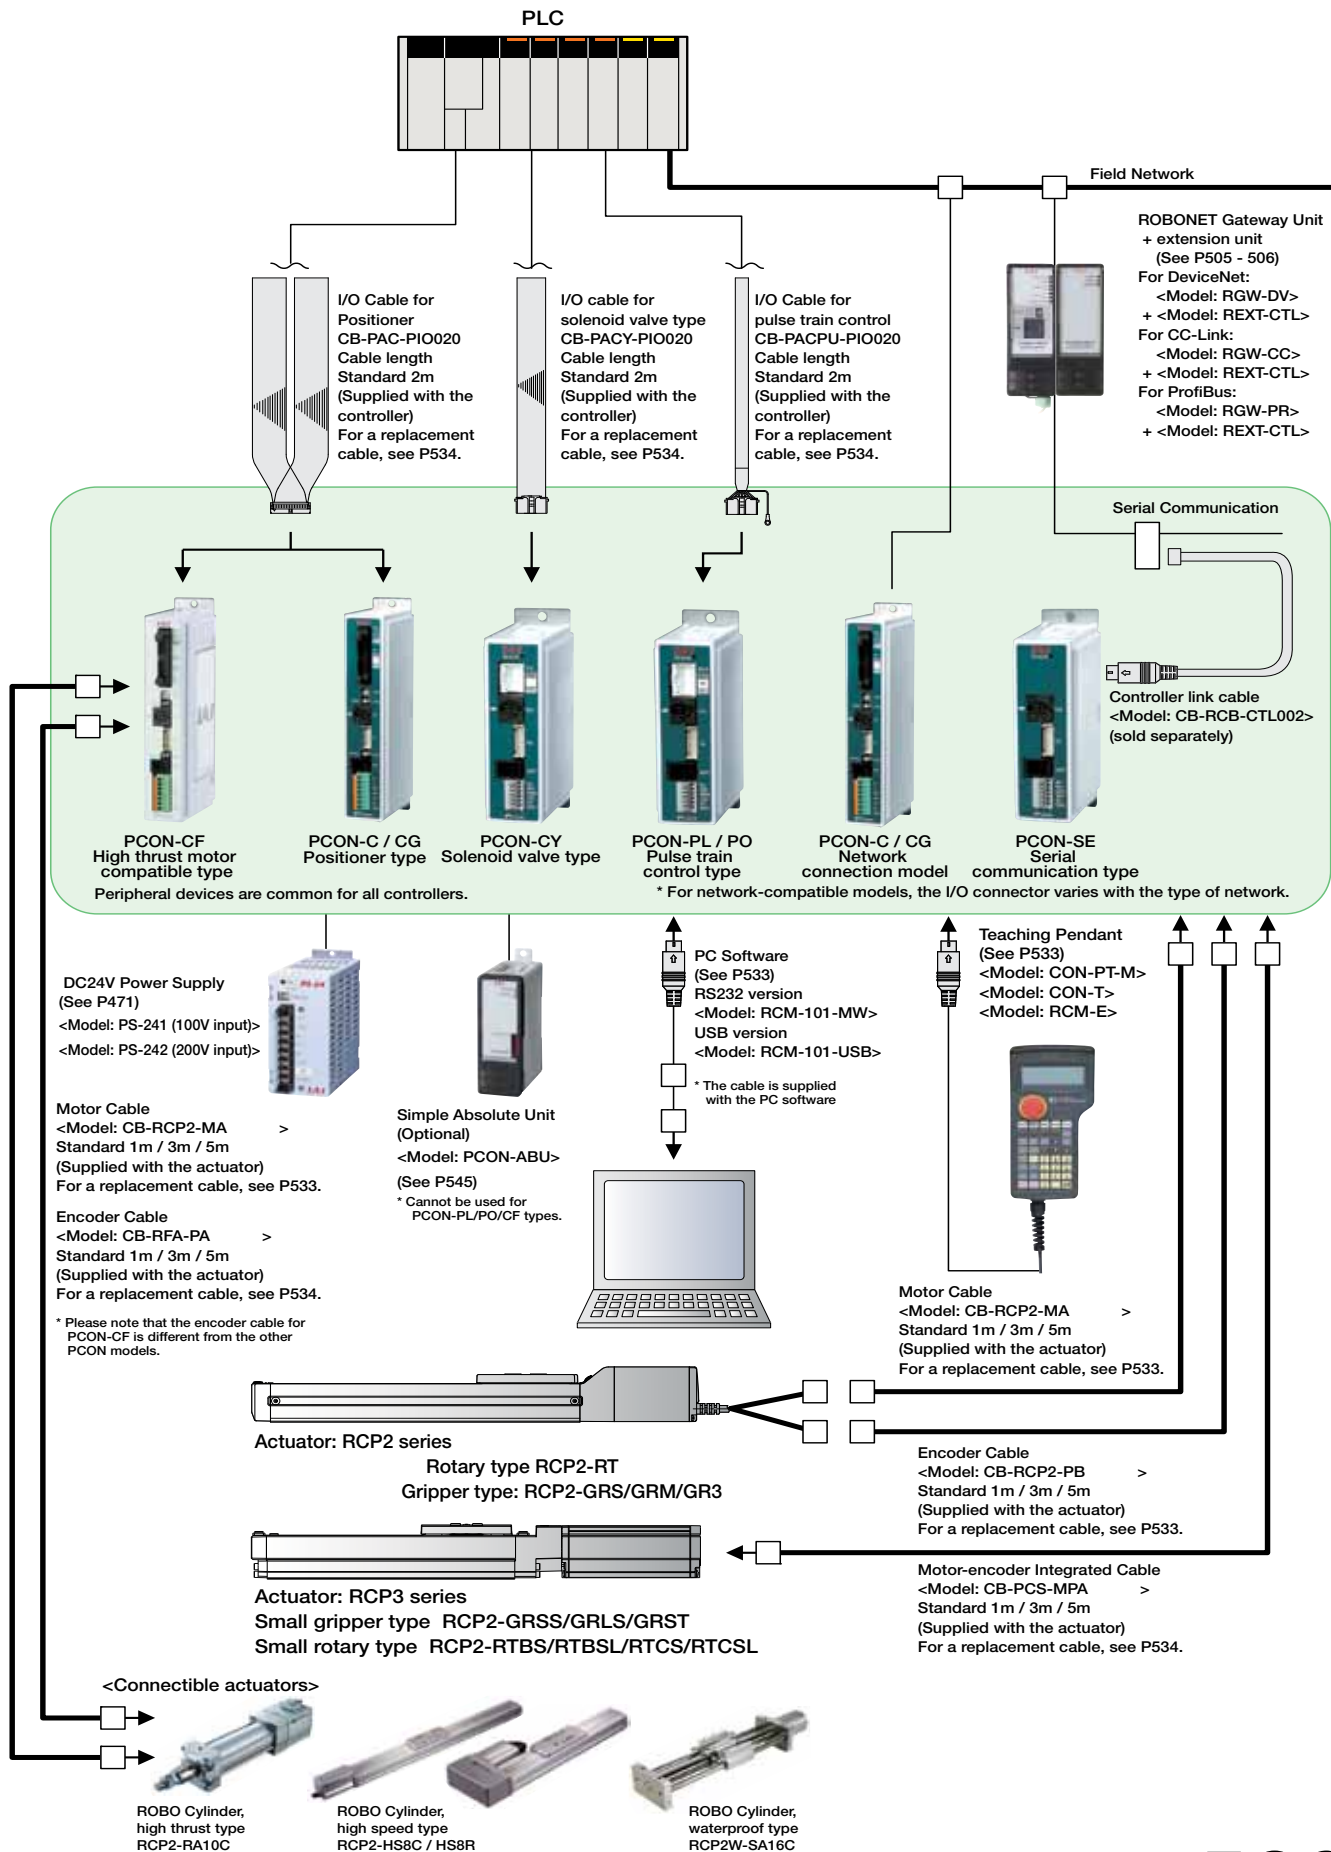 PLC
Field Network
ROBONET Gateway Unit
+ extension unit
(See P505 - 506)
For DeviceNet:
<Model: RGW-DV>
+ <Model: REXT-CTL>
For CC-Link:
<Model: RGW-CC>
+ <Model: REXT-CTL>
For ProfiBus:
<Model: RGW-PR>
+ <Model: REXT-CTL>
I/O Cable for
Positioner
CB-PAC-PIO020
Cable length
Standard 2m
(Supplied with the
controller)
For a replacement
cable, see P534.
I/O cable for
solenoid valve type
CB-PACY-PIO020
Cable length
Standard 2m
(Supplied with the
controller)
For a replacement
cable, see P534.
I/O Cable for
pulse train control
CB-PACPU-PIO020
Cable length
Standard 2m
(Supplied with the
controller)
For a replacement
cable, see P534.
Serial Communication
Controller link cable
<Model: CB-RCB-CTL002>
(sold separately)
PCON-CF
High thrust motor
compatible type
PCON-C / CG
Positioner type
PCON-CY
Solenoid valve type
PCON-PL / PO
Pulse train
control type
PCON-C / CG
Network
connection model
PCON-SE
Serial
communication type
Peripheral devices are common for all controllers.
* For network-compatible models, the I/O connector varies with the type of network.
DC24V Power Supply
(See P471)
<Model: PS-241 (100V input)>
<Model: PS-242 (200V input)>
Simple Absolute Unit
(Optional)
<Model: PCON-ABU>
(See P545)
* Cannot be used for
PCON-PL/PO/CF types.
PC Software
(See P533)
RS232 version
<Model: RCM-101-MW>
USB version
<Model: RCM-101-USB>
* The cable is supplied
with the PC software
Teaching Pendant
(See P533)
<Model: CON-PT-M>
<Model: CON-T>
<Model: RCM-E>
Motor Cable
<Model: CB-RCP2-MA >
Standard 1m / 3m / 5m
(Supplied with the actuator)
For a replacement cable, see P533.
Encoder Cable
<Model: CB-RFA-PA >
Standard 1m / 3m / 5m
(Supplied with the actuator)
For a replacement cable, see P534.
* Please note that the encoder cable for
PCON-CF is different from the other
PCON models.
Motor Cable
<Model: CB-RCP2-MA >
Standard 1m / 3m / 5m
(Supplied with the actuator)
For a replacement cable, see P533.
Actuator: RCP2 series
Rotary type RCP2-RT
Gripper type: RCP2-GRS/GRM/GR3
Encoder Cable
<Model: CB-RCP2-PB >
Standard 1m / 3m / 5m
(Supplied with the actuator)
For a replacement cable, see P533.
Actuator: RCP3 series
Small gripper type RCP2-GRSS/GRLS/GRST
Small rotary type RCP2-RTBS/RTBSL/RTCS/RTCSL
Motor-encoder Integrated Cable
<Model: CB-PCS-MPA >
Standard 1m / 3m / 5m
(Supplied with the actuator)
For a replacement cable, see P534.
<Connectible actuators>
ROBO Cylinder,
high thrust type
RCP2-RA10C
ROBO Cylinder,
high speed type
RCP2-HS8C / HS8R
ROBO Cylinder,
waterproof type
RCP2W-SA16C